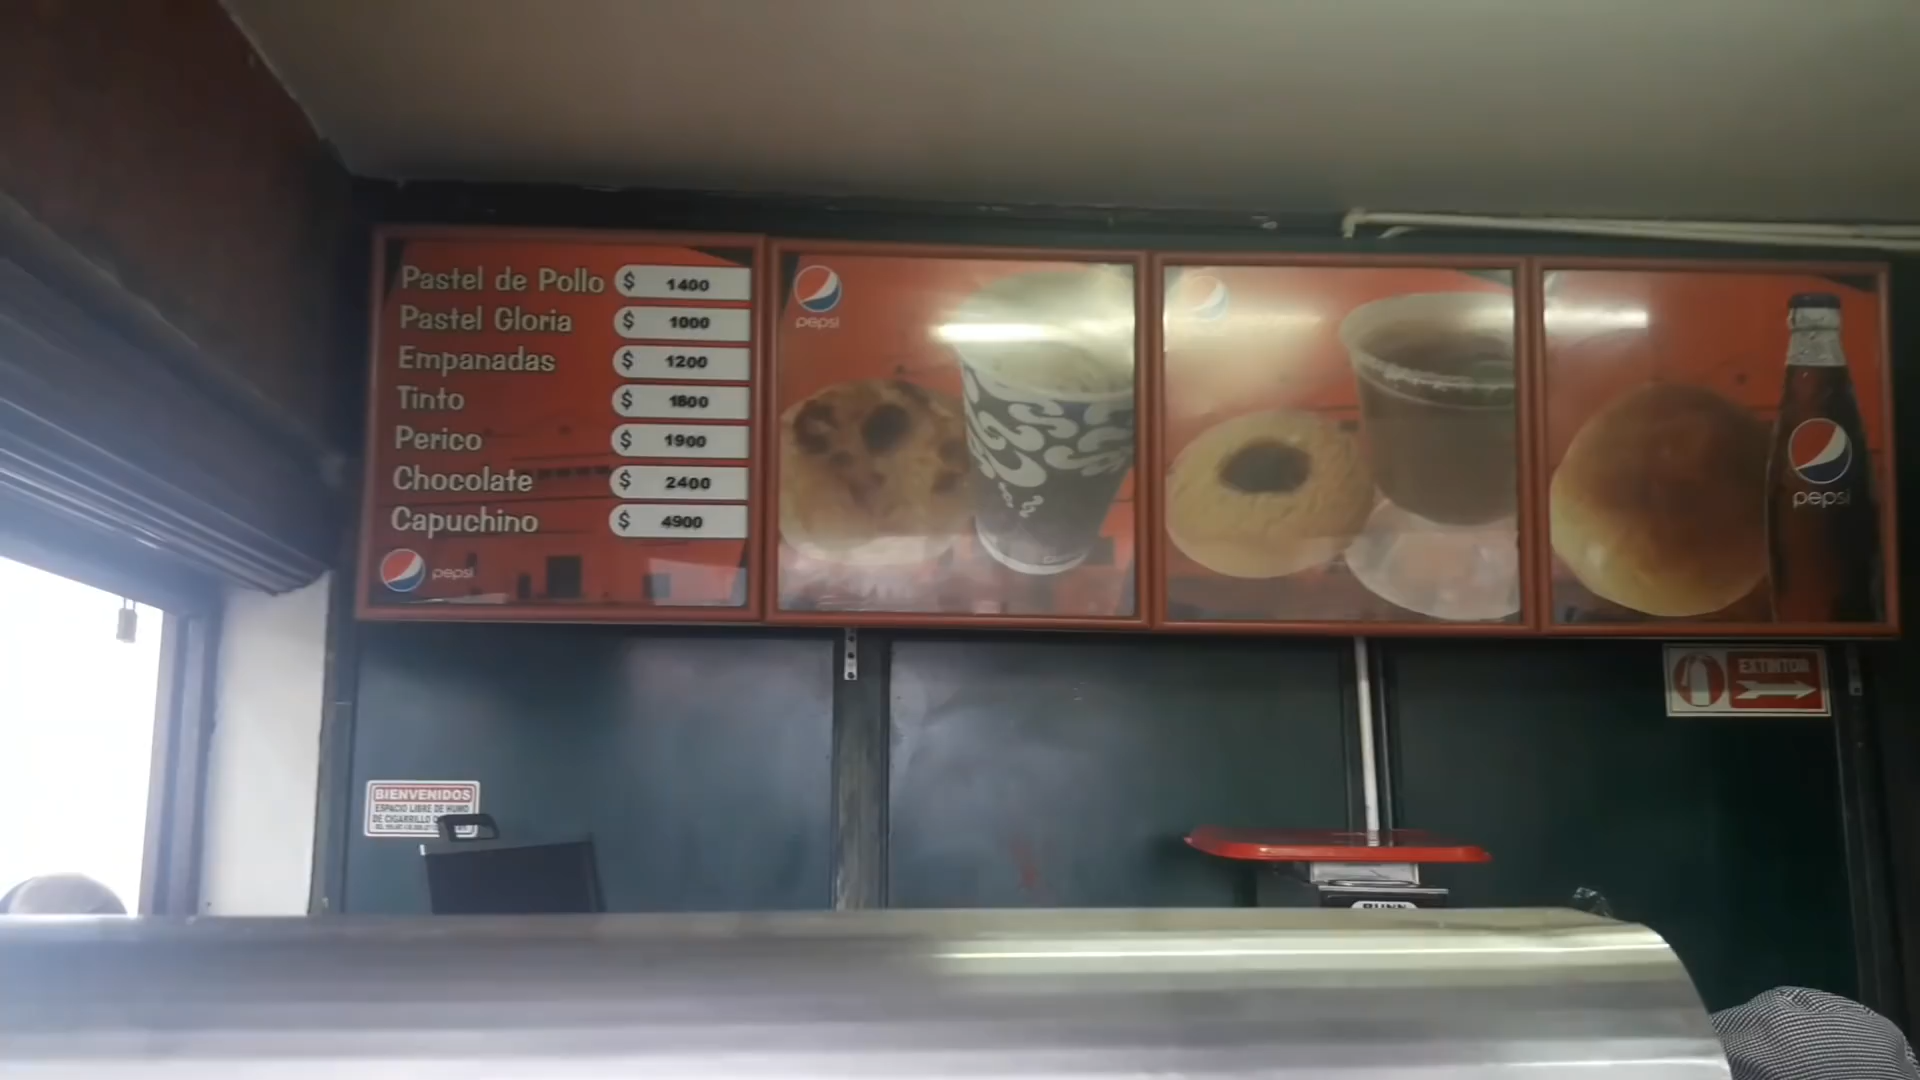 Pastel de Pollo $ 1400
Pastel Gloria $ 1000
Empanadas $ 1200
Tinto $ 1800
Perico $ 1900
Chocolate $ 2400
Capuchino $ 4900
pepsi
pepsi
pepsi
EXTINTOR
BIENVENIDOS
ESPACIO LIBRE DE HUMO
DE CIGARRILLO
BUNN